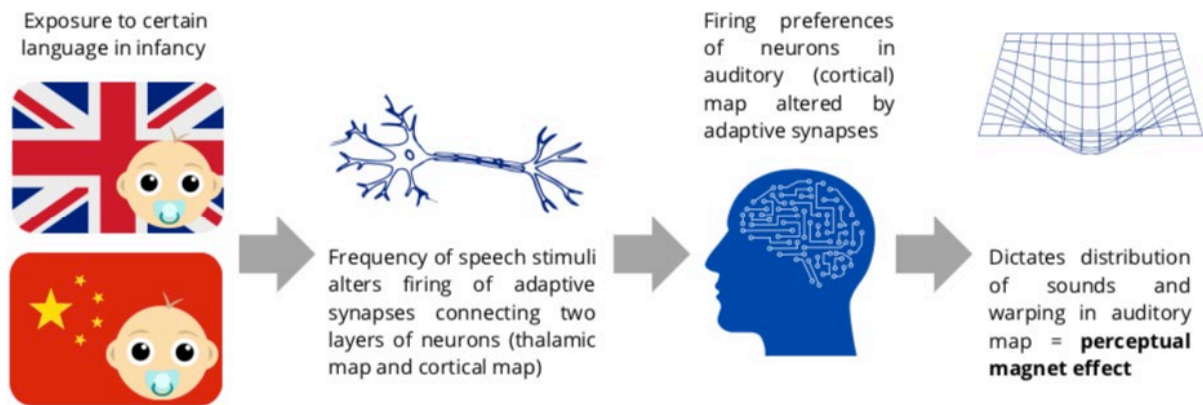 Exposure to certain
language in infancy
Frequency of speech stimuli
alters firing of adaptive
synapses connecting two
layers of neurons (thalamic
map and cortical map)
Firing preferences
of neurons in
auditory (cortical)
map altered by
adaptive synapses
Dictates distribution
of sounds and
warping in auditory
map = perceptual
magnet effect